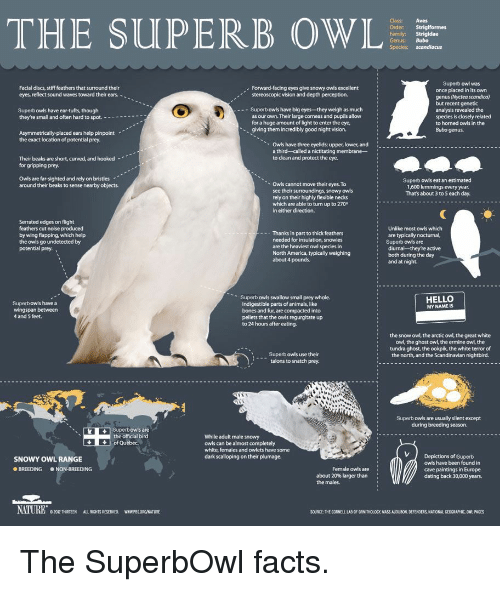 THE SUPERB OWL
Class: Aves
Order: Strigiformes
Family: Strigidae
Genus: Bubo
Species: scandiacus
Facial discs, stiff feathers that surround their
eyes, reflect sound waves toward their ears.
Superb owls have ear-tufts, though
they're small and often hard to spot.
Asymmetrically-placed ears help pinpoint
the exact location of potential prey.
Their beaks are short, curved, and hooked
for gripping prey.
Owls are far-sighted and rely on bristles
around their beaks to sense nearby objects.
Serrated edges on flight
feathers cut noise produced
by wing flapping, which help
the owls go undetected by
potential prey.
Superb owls have a
wingspan between
4 and 5 feet.
Forward-facing eyes give snowy owls excellent
stereoscopic vision and depth perception.
Superb owls have big eyes—they weigh as much
as our own. Their large corneas and pupils allow
for a huge amount of light to enter the eye,
giving them incredibly good night vision.
Owls have three eyelids: upper, lower, and
a third—called a nictitating membrane—
to clean and protect the eye.
Owls cannot move their eyes. To
see their surroundings, snowy owls
rely on their highly flexible necks
which are able to turn up to 270°
in either direction.
Thanks in part to thick feathers
needed for insulation, snowies
are the heaviest owl species in
North America, typically weighing
about 4 pounds.
Superb owls swallow small prey whole.
Indigestible parts of animals, like
bones and fur, are compacted into
pellets that the owls regurgitate up
to 24 hours after eating.
Superb owls use their
talons to snatch prey.
Superb owl was
once placed in its own
genus (Nyctea scandiaca)
but recent genetic
analysis revealed the
species is closely related
to horned owls in the
Bubo genus.
Superb owls eat an estimated
1,600 lemmings every year.
That's about 3 to 5 each day.
Unlike most owls which
are typically nocturnal,
Superb owls are
diurnal—they're active
both during the day
and at night.
HELLO
MY NAME IS
the snow owl, the arctic owl, the great white
owl, the ghost owl, the ermine owl, the
tundra ghost, the ookpik, the white terror of
the north, and the Scandinavian nightbird.
Superb owls are usually silent except
during breeding season.
Depictions of Superb
owls have been found in
cave paintings in Europe
dating back 30,000 years.
Superb owls are
the official bird
of Québec.
SNOWY OWL RANGE
BREEDING NON-BREEDING
While adult male snowy
owls can be almost completely
white, females and owlets have some
dark scalloping on their plumage.
Female owls are
about 20% larger than
the males.
NATURE
ALL RIGHTS RESERVED
The SuperbOwl facts.